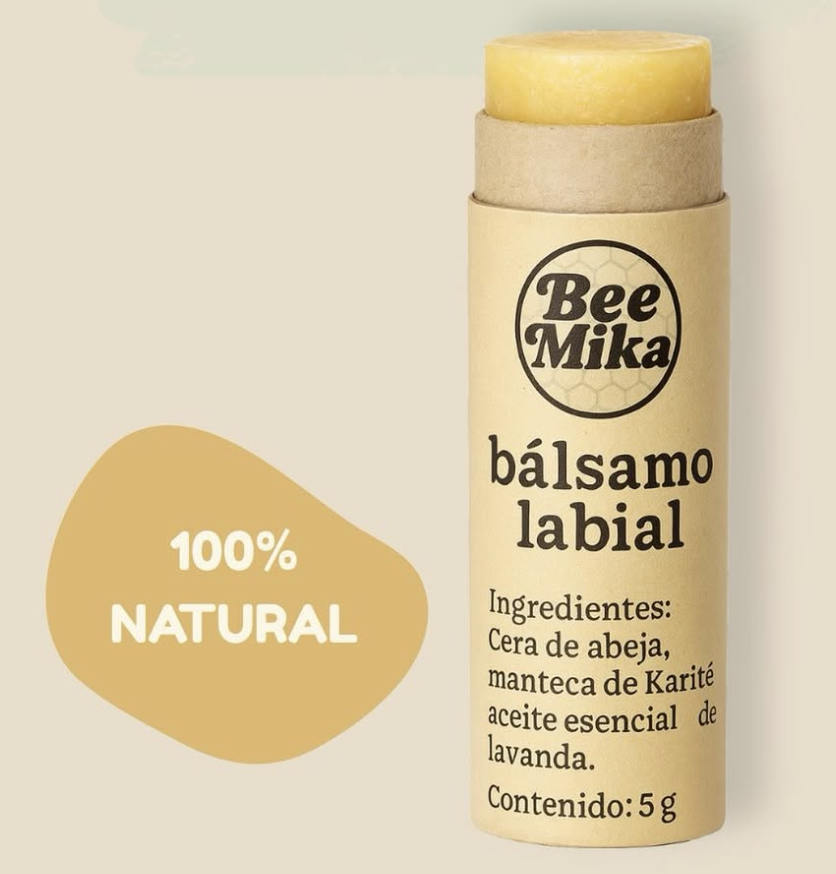 Bee
Mika
bálsamo
labial
Ingredientes:
Cera de abeja,
manteca de Karité
aceite esencial de
lavanda.
Contenido: 5 g
100%
NATURAL